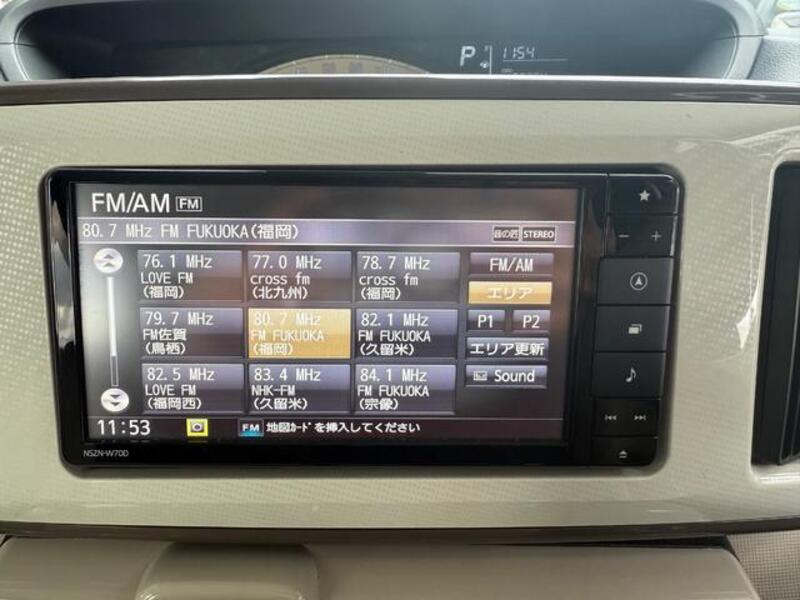 P 11:54
FM/AM FM
80.7 MHz FM FUKUOKA(福岡) 音の匠 STEREO
76.1 MHz
LOVE FM
(福岡)
77.0 MHz
cross fm
(北九州)
78.7 MHz
cross fm
(福岡)
FM/AM
エリア
79.7 MHz
FM佐賀
(鳥栖)
80.7 MHz
FM FUKUOKA
(福岡)
82.1 MHz
FM FUKUOKA
(久留米)
P1 P2
エリア更新
82.5 MHz
LOVE FM
(福岡西)
83.4 MHz
NHK-FM
(久留米)
84.1 MHz
FM FUKUOKA
(宗像)
Sound
11:53 FM 地図カードを挿入してください
NSZN-W70D